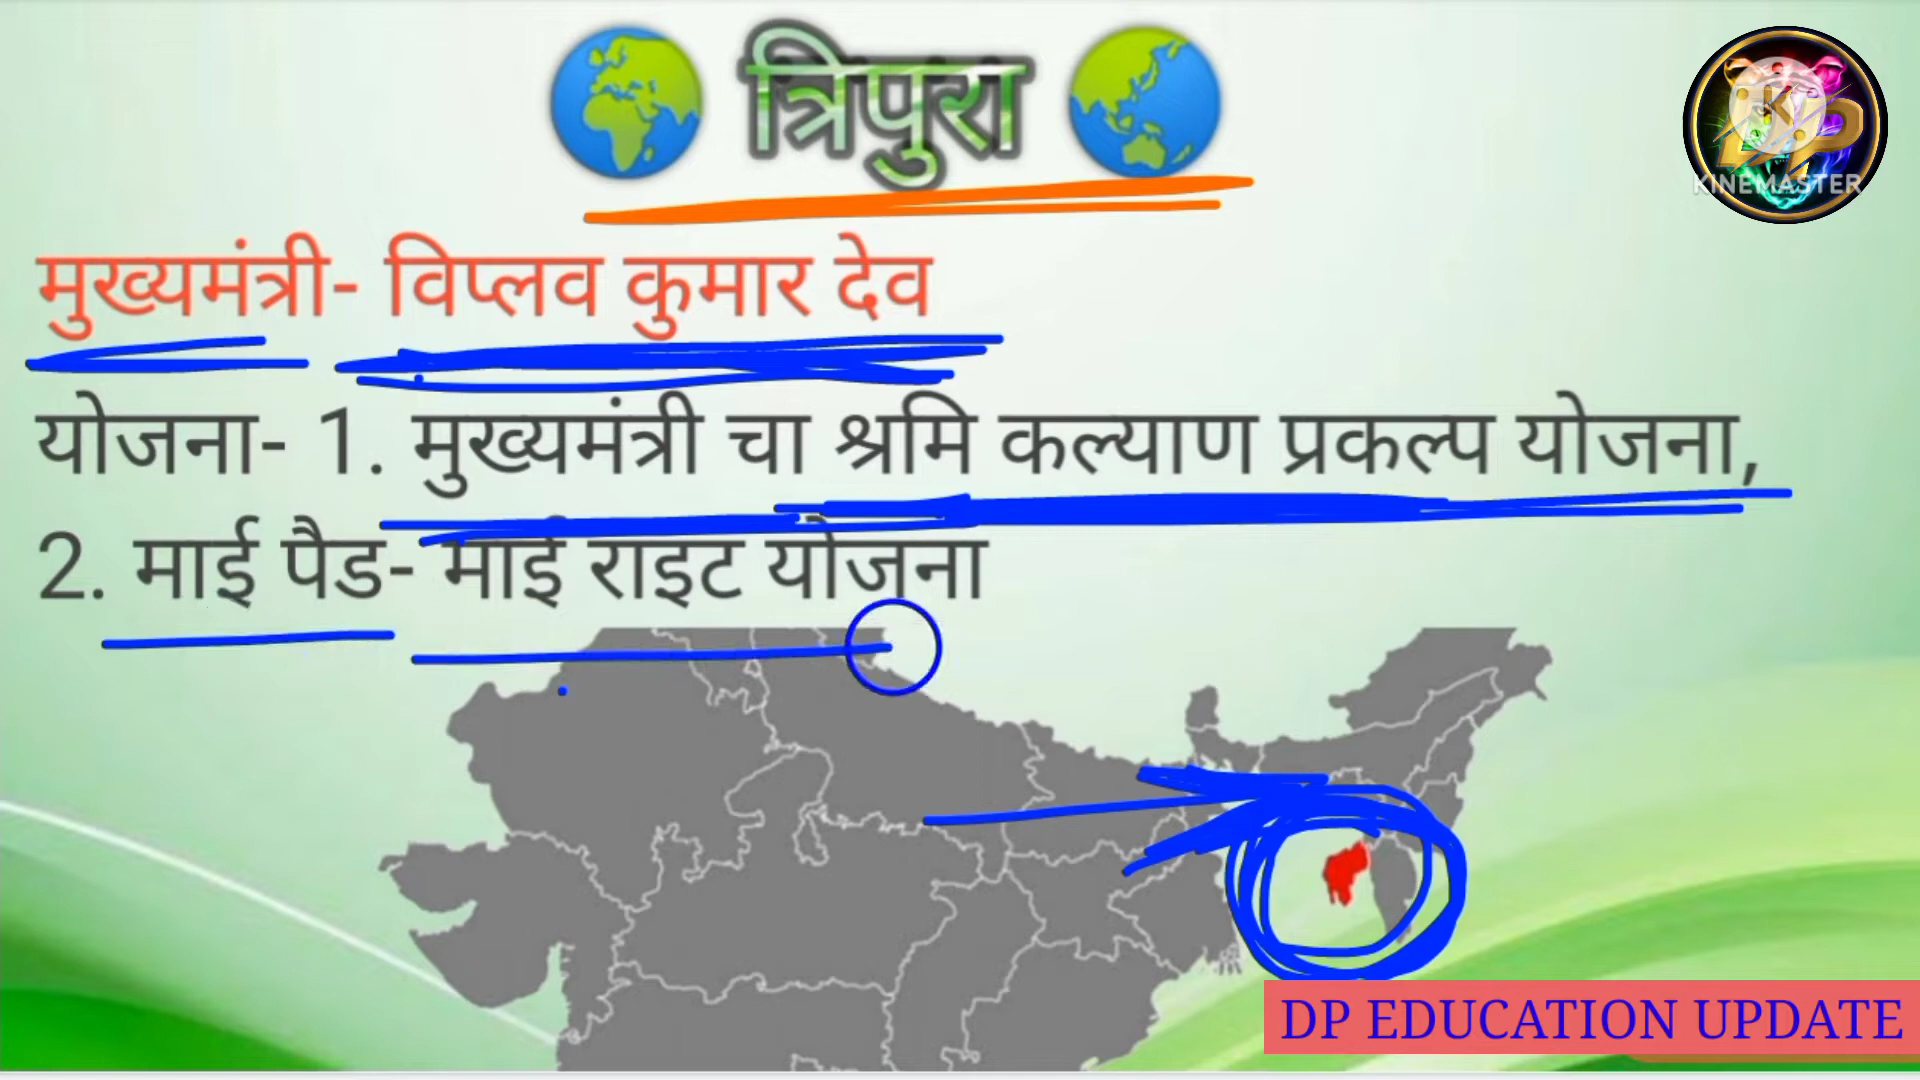 त्रिपुरा
KINEMASTER
मुख्यमंत्री- विप्लव कुमार देव
योजना- 1. मुख्यमंत्री चा श्रमि कल्याण प्रकल्प योजना,
2. माई पैड- माई राइट योजना
DP EDUCATION UPDATE